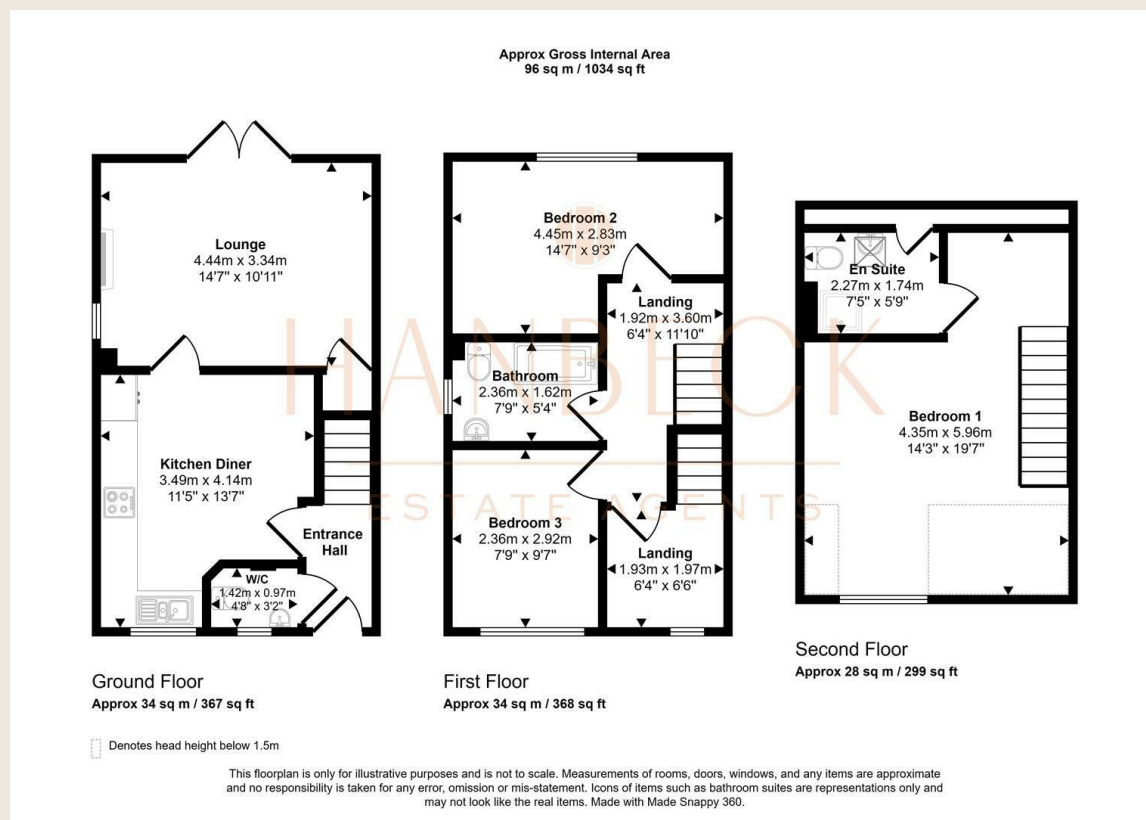 Approx Gross Internal Area
96 sq m / 1034 sq ft
Lounge
4.44m x 3.34m
14'7" x 10'11"
Kitchen Diner
3.49m x 4.14m
11'5" x 13'7"
Entrance
Hall
W/C
1.42m x 0.97m
4'8" x 3'2"
Ground Floor
Approx 34 sq m / 367 sq ft
Bedroom 2
4.45m x 2.83m
14'7" x 9'3"
Landing
1.92m x 3.60m
6'4" x 11'10"
Bathroom
2.36m x 1.62m
7'9" x 5'4"
Bedroom 3
2.36m x 2.92m
7'9" x 9'7"
Landing
1.93m x 1.97m
6'4" x 6'6"
First Floor
Approx 34 sq m / 368 sq ft
En Suite
2.27m x 1.74m
7'5" x 5'9"
Bedroom 1
4.35m x 5.96m
14'3" x 19'7"
Second Floor
Approx 28 sq m / 299 sq ft
HANBECK
ESTATE AGENTS
Denotes head height below 1.5m
This floorplan is only for illustrative purposes and is not to scale. Measurements of rooms, doors, windows, and any items are approximate
and no responsibility is taken for any error, omission or mis-statement. Icons of items such as bathroom suites are representations only and
may not look like the real items. Made with Made Snappy 360.